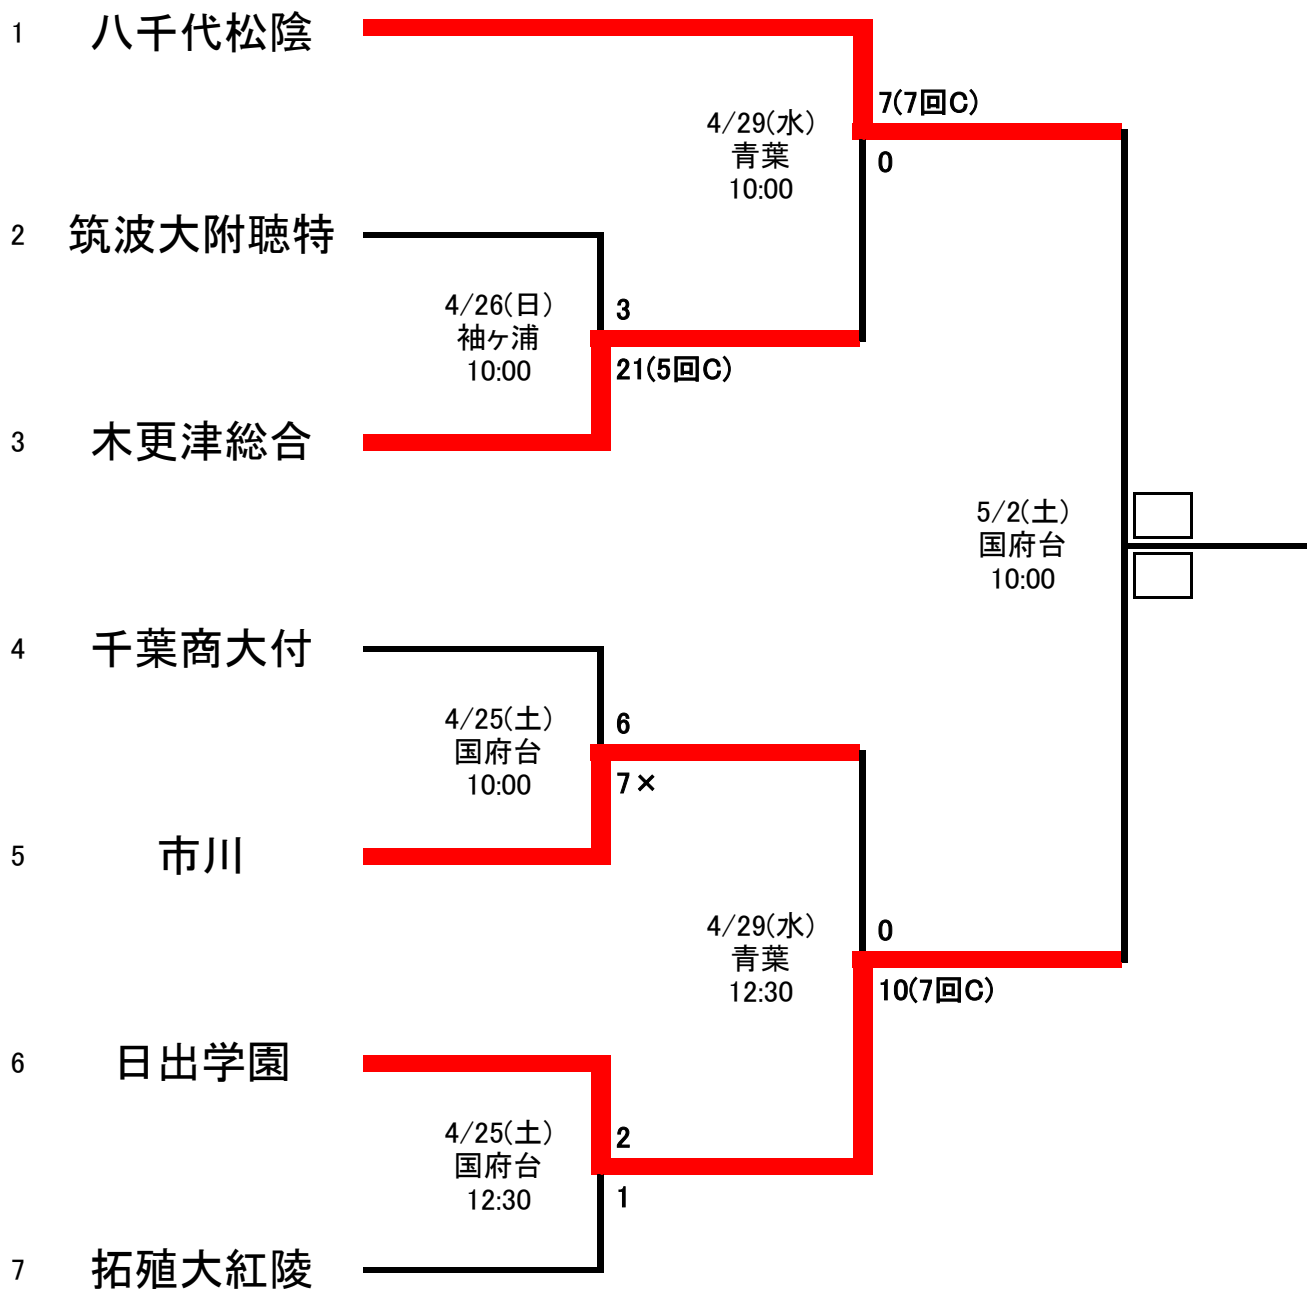 1 八千代松陰
7(7回C)
4/29(水)
青葉
10:00
0
2 筑波大附聴特
4/26(日)
袖ヶ浦
10:00
3
21(5回C)
3 木更津総合
5/2(土)
国府台
10:00
4 千葉商大付
4/25(土)
国府台
10:00
6
7×
5 市川
4/29(水)
青葉
12:30
0
10(7回C)
6 日出学園
4/25(土)
国府台
12:30
2
1
7 拓殖大紅陵